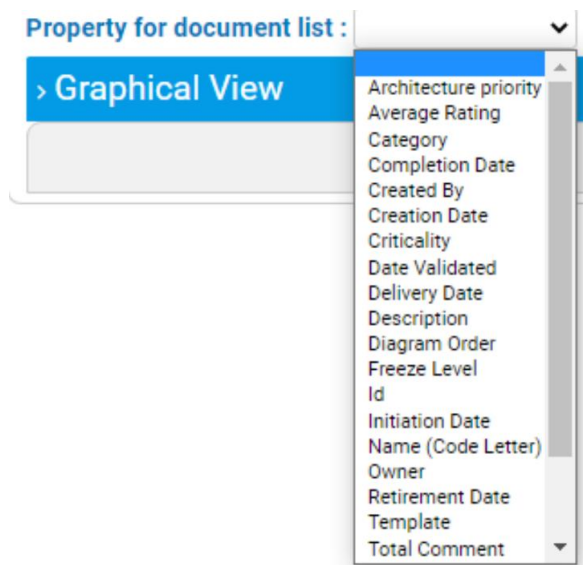 Property for document list :
› Graphical View
Architecture priority
Average Rating
Category
Completion Date
Created By
Creation Date
Criticality
Date Validated
Delivery Date
Description
Diagram Order
Freeze Level
Id
Initiation Date
Name (Code Letter)
Owner
Retirement Date
Template
Total Comment